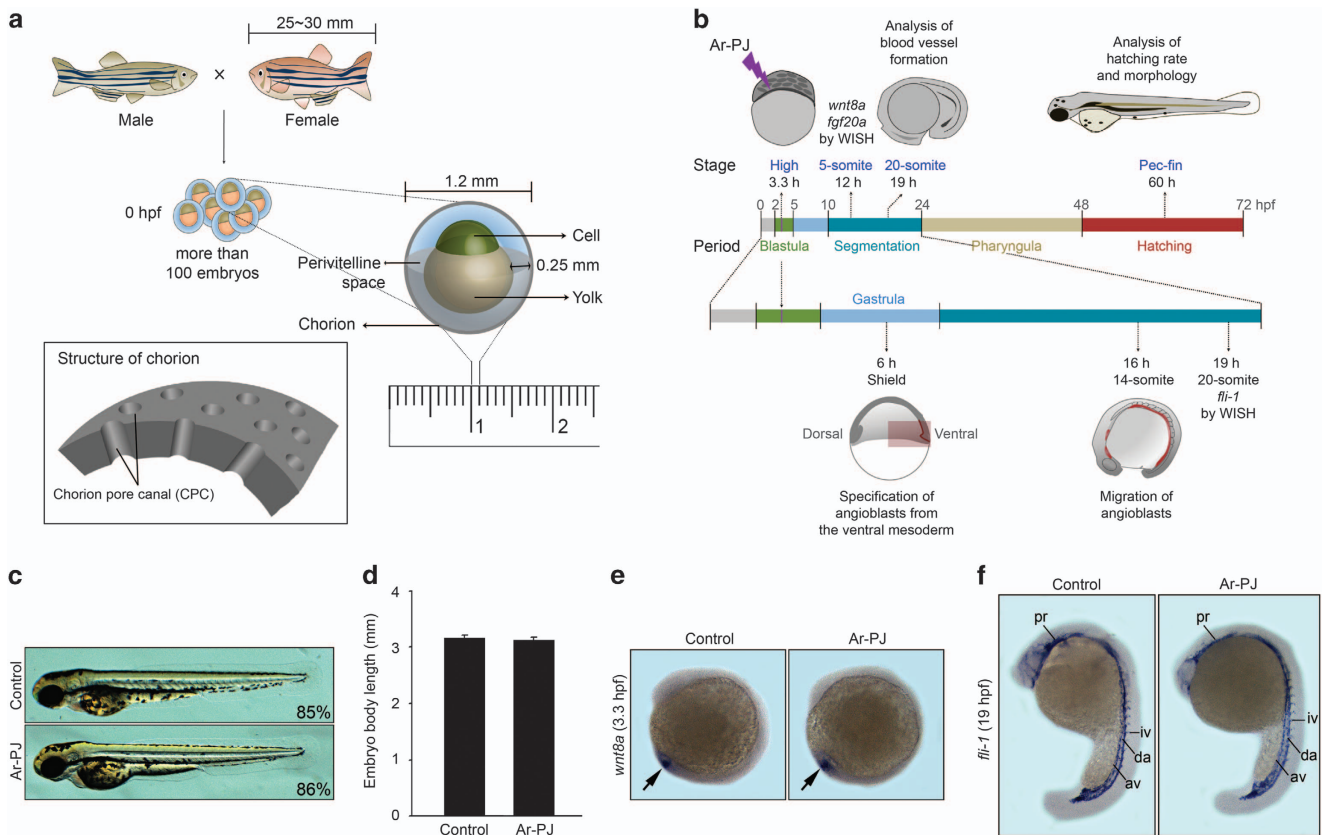 a
25~30 mm
×
Male
Female
0 hpf
more than
100 embryos
1.2 mm
Cell
Perivitelline
space
0.25 mm
Yolk
Chorion
Structure of chorion
Chorion pore canal (CPC)
1
2
b
Ar-PJ
wnt8a
fgf20a
by WISH
Analysis of
blood vessel
formation
Analysis of
hatching rate
and morphology
Stage
High
5-somite
20-somite
Pec-fin
3.3 h
12 h
19 h
60 h
0 2 5 10 24 48 72 hpf
Period
Blastula
Segmentation
Pharyngula
Hatching
Gastrula
6 h
Shield
16 h
14-somite
19 h
20-somite
fli-1
by WISH
Dorsal
Ventral
Specification of
angioblasts from
the ventral mesoderm
Migration of
angioblasts
c
Control
85%
Ar-PJ
86%
d
Embryo body length (mm)
4
3
2
1
0
Control
Ar-PJ
e
Control
Ar-PJ
wnt8a (3.3 hpf)
f
Control
Ar-PJ
fli-1 (19 hpf)
pr
iv
da
av
pr
iv
da
av